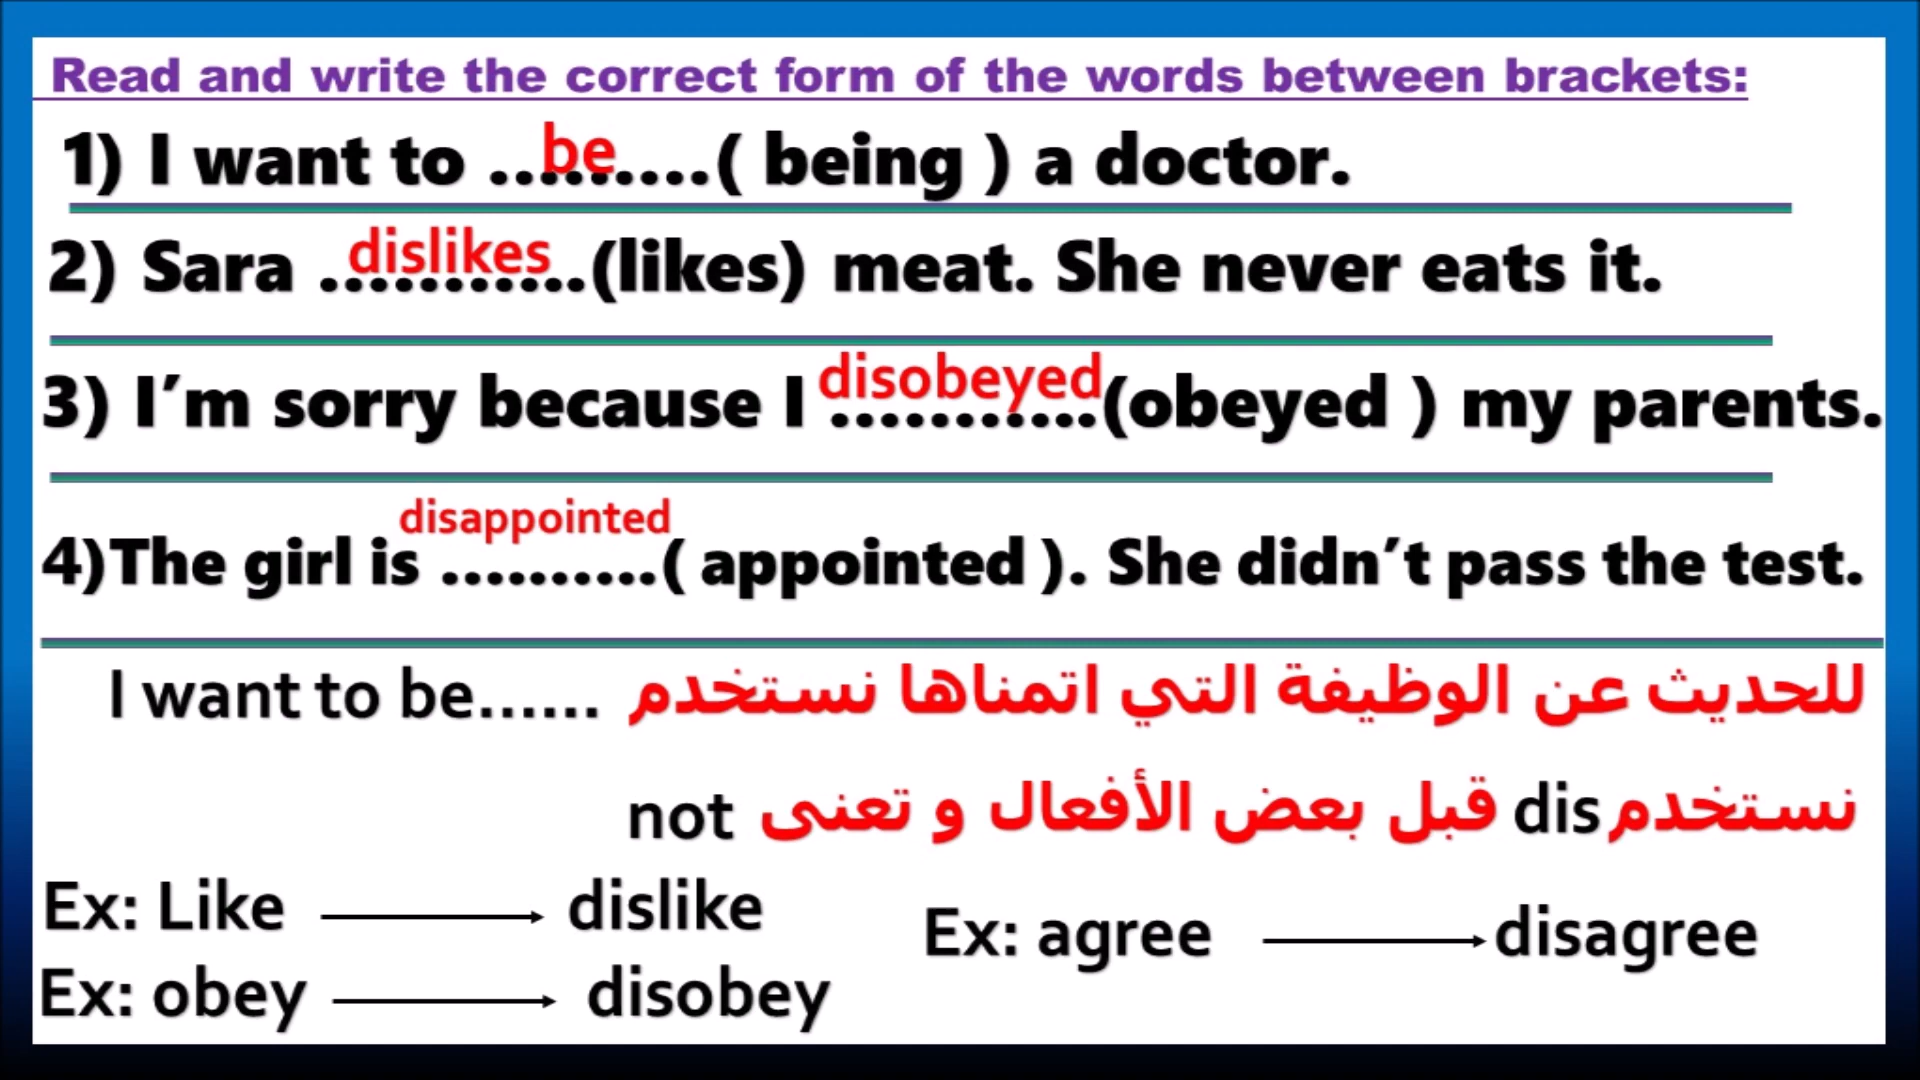 Read and write the correct form of the words between brackets:
1) I want to ...be......( being ) a doctor.
2) Sara ...dislikes...(likes) meat. She never eats it.
3) I'm sorry because I ...disobeyed...(obeyed ) my parents.
disappointed
4)The girl is ..........( appointed ). She didn't pass the test.
للحديث عن الوظيفة التي اتمناها نستخدم I want to be......
نستخدم dis قبل بعض الأفعال و تعنى not
Ex: Like dislike
Ex: agree disagree
Ex: obey disobey